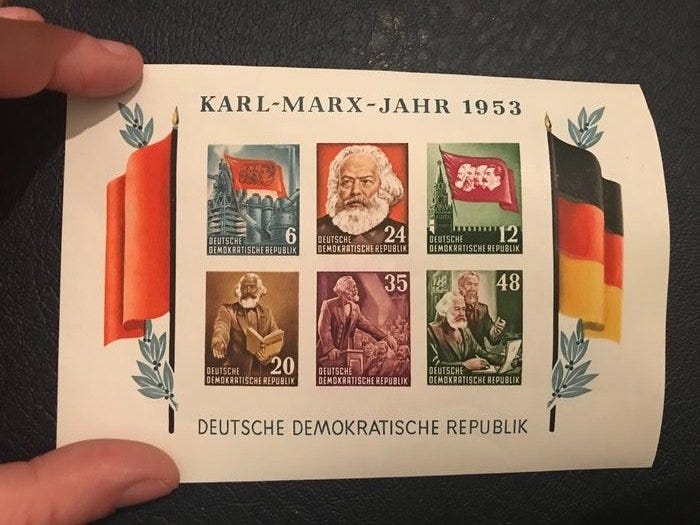 KARL-MARX-JAHR 1953
6
DEUTSCHE
DEMOKRATISCHE REPUBLIK
24
DEUTSCHE
DEMOKRATISCHE REPUBLIK
12
DEUTSCHE
DEMOKRATISCHE REPUBLIK
20
DEUTSCHE
DEMOKRATISCHE REPUBLIK
35
DEUTSCHE
DEMOKRATISCHE REPUBLIK
48
DEUTSCHE
DEMOKRATISCHE REPUBLIK
DEUTSCHE DEMOKRATISCHE REPUBLIK